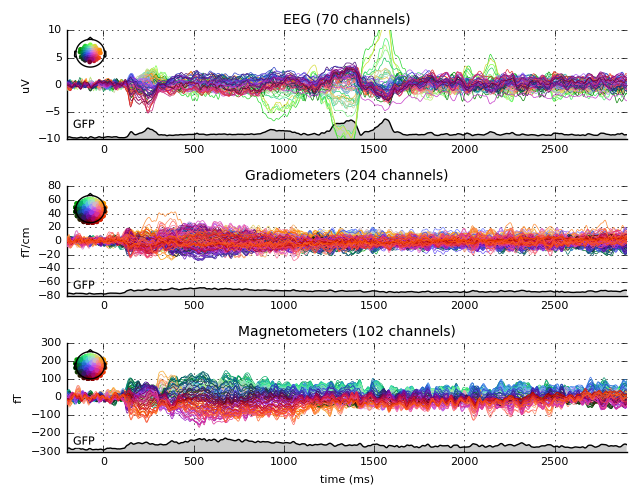 EEG (70 channels)
10
5
0
−5
−10
uV
GFP
0 500 1000 1500 2000 2500
Gradiometers (204 channels)
80
60
40
20
0
−20
−40
−60
−80
fT/cm
GFP
0 500 1000 1500 2000 2500
Magnetometers (102 channels)
300
200
100
0
−100
−200
−300
fT
GFP
0 500 1000 1500 2000 2500
time (ms)